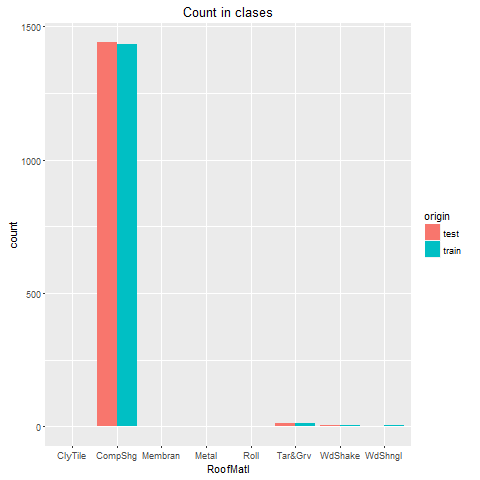 Count in clases
1500
1000
500
0
count
ClyTile CompShg Membran Metal Roll Tar&Grv WdShake WdShngl
RoofMatl
origin
test
train